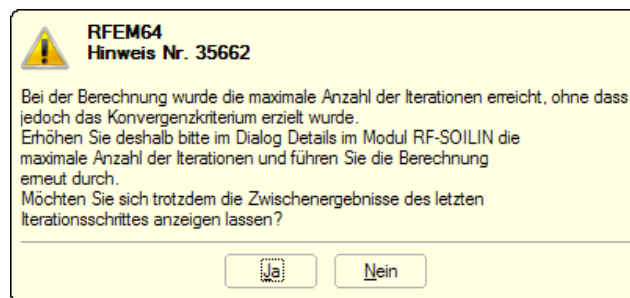 RFEM64
Hinweis Nr. 35662
Bei der Berechnung wurde die maximale Anzahl der Iterationen erreicht, ohne dass
jedoch das Konvergenzkriterium erzielt wurde.
Erhöhen Sie deshalb bitte im Dialog Details im Modul RF-SOILIN die
maximale Anzahl der Iterationen und führen Sie die Berechnung
erneut durch.
Möchten Sie sich trotzdem die Zwischenergebnisse des letzten
Iterationsschrittes anzeigen lassen?
Ja Nein